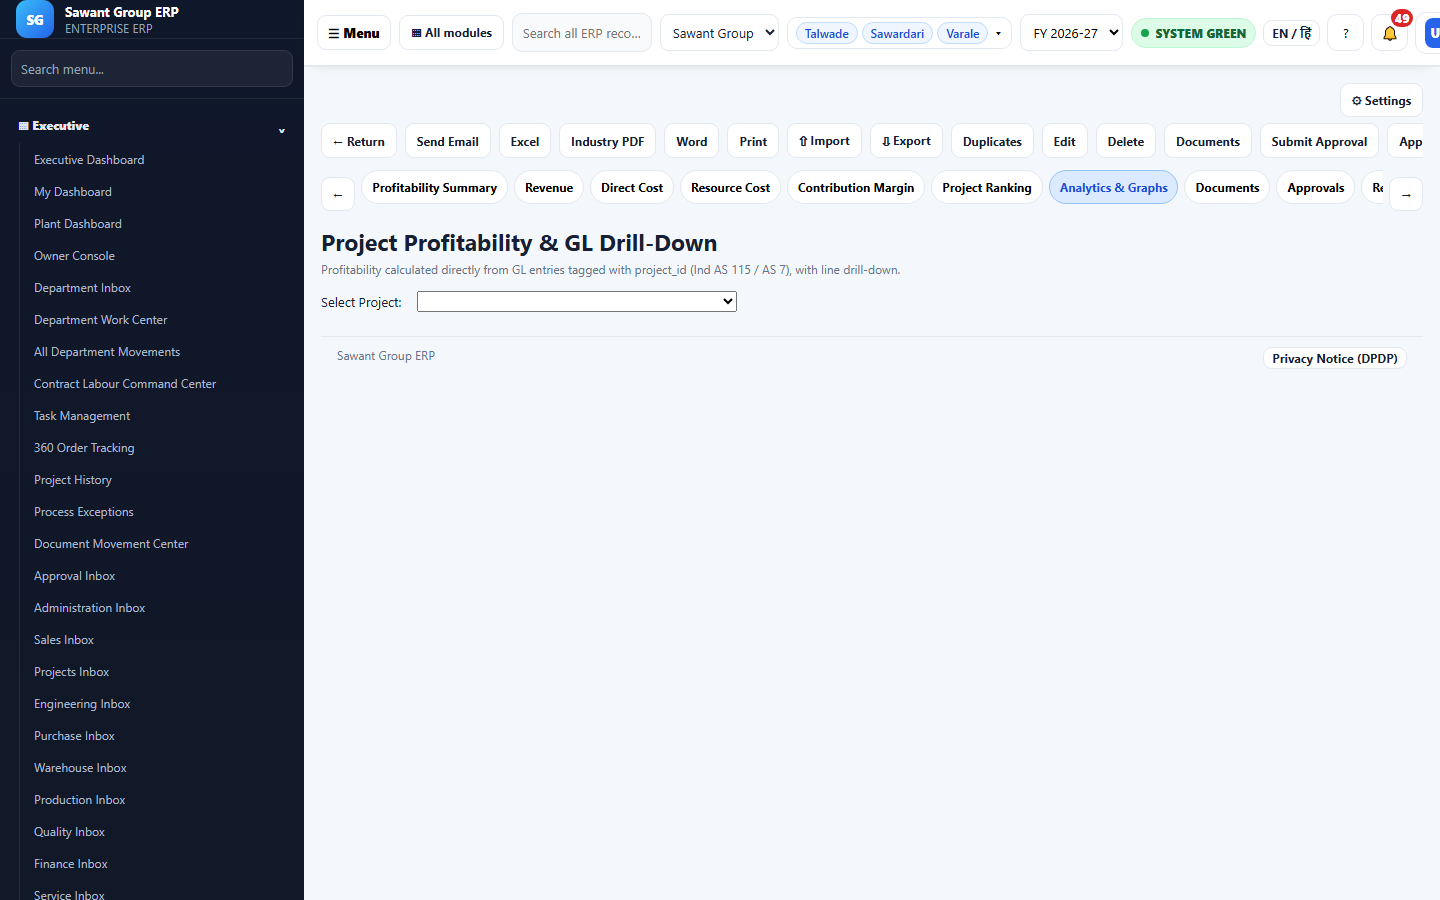 SG
Sawant Group ERP
ENTERPRISE ERP
Search menu...
Executive
Executive Dashboard
My Dashboard
Plant Dashboard
Owner Console
Department Inbox
Department Work Center
All Department Movements
Contract Labour Command Center
Task Management
360 Order Tracking
Project History
Process Exceptions
Document Movement Center
Approval Inbox
Administration Inbox
Sales Inbox
Projects Inbox
Engineering Inbox
Purchase Inbox
Warehouse Inbox
Production Inbox
Quality Inbox
Finance Inbox
Service Inbox
☰ Menu
All modules
Search all ERP reco...
Sawant Group
Talwade Sawardari Varale
FY 2026-27
SYSTEM GREEN
EN / हिं
?
49
U
Settings
← Return Send Email Excel Industry PDF Word Print ⇧ Import ⇩ Export Duplicates Edit Delete Documents Submit Approval App
← Profitability Summary Revenue Direct Cost Resource Cost Contribution Margin Project Ranking Analytics & Graphs Documents Approvals Re →
Project Profitability & GL Drill-Down
Profitability calculated directly from GL entries tagged with project_id (Ind AS 115 / AS 7), with line drill-down.
Select Project:
Sawant Group ERP
Privacy Notice (DPDP)